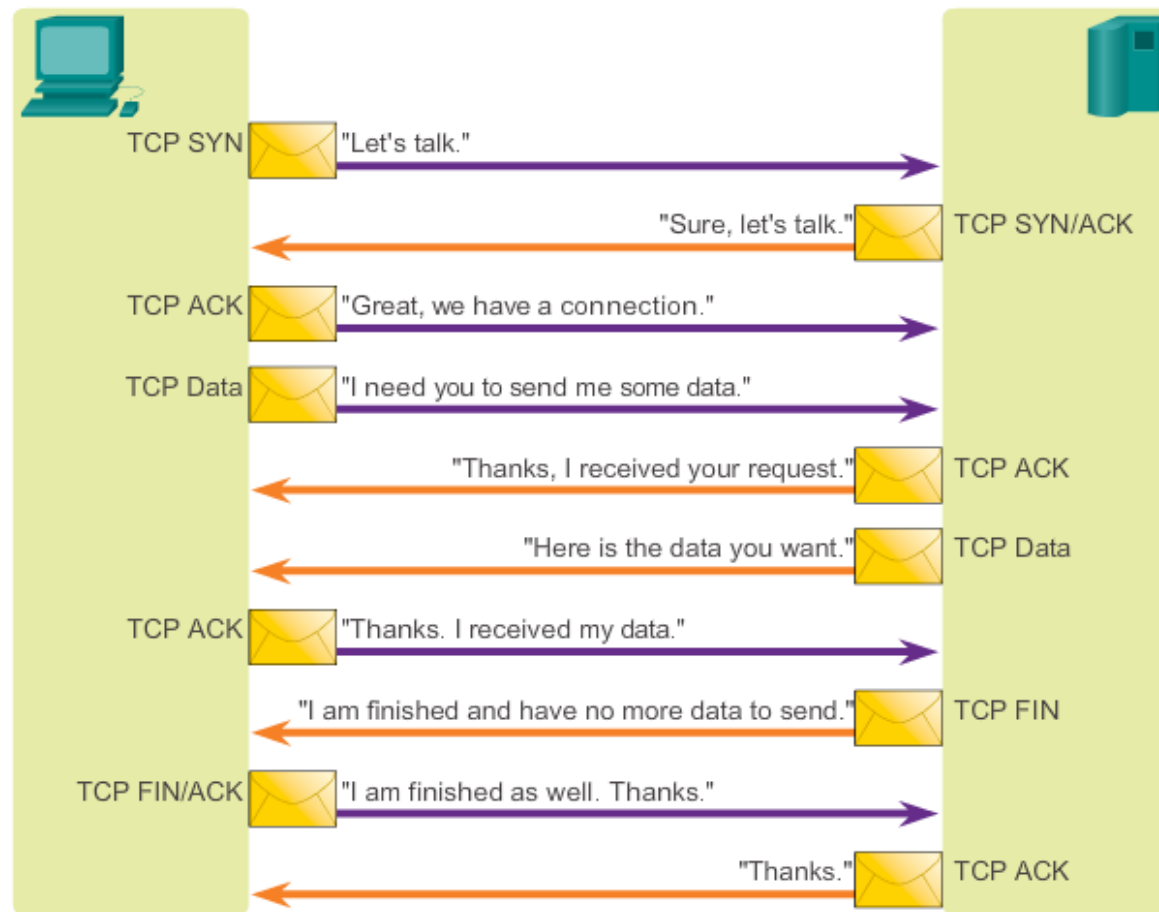 TCP SYN "Let's talk."
"Sure, let's talk." TCP SYN/ACK
TCP ACK "Great, we have a connection."
TCP Data "I need you to send me some data."
"Thanks, I received your request." TCP ACK
"Here is the data you want." TCP Data
TCP ACK "Thanks. I received my data."
"I am finished and have no more data to send." TCP FIN
TCP FIN/ACK "I am finished as well. Thanks."
"Thanks." TCP ACK